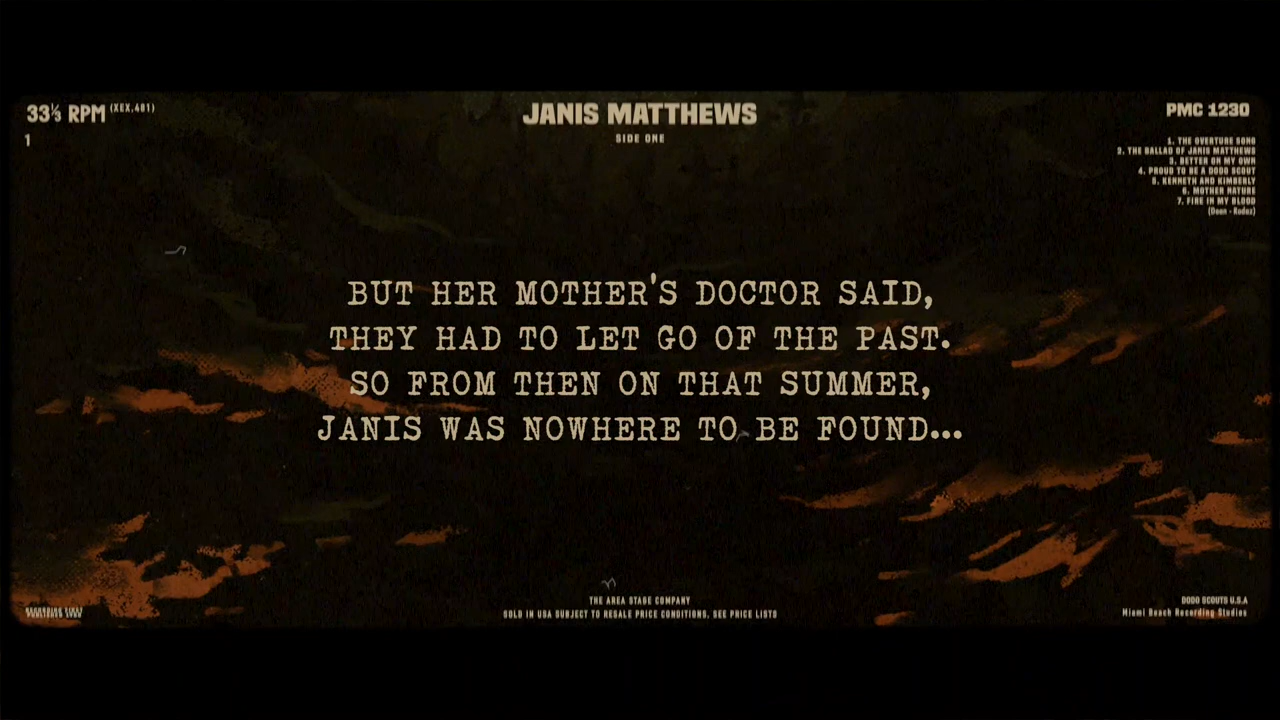 33⅓ RPM (XEX,481)
1
JANIS MATTHEWS
SIDE ONE
PMC 1230
1. THE OVERTURE SONG
2. THE BALLAD OF JANIS MATTHEWS
3. BETTER ON MY OWN
4. PROUD TO BE A DODO SCOUT
5. KENNETH AND KIMBERLY
6. MOTHER NATURE
7. FIRE IN MY BLOOD
(Dean - Rodaz)
BUT HER MOTHER'S DOCTOR SAID,
THEY HAD TO LET GO OF THE PAST.
SO FROM THEN ON THAT SUMMER,
JANIS WAS NOWHERE TO BE FOUND...
THE AREA STAGE COMPANY
SOLD IN USA SUBJECT TO RESALE PRICE CONDITIONS, SEE PRICE LISTS
DODO SCOUTS U.S.A
Miami Beach Recording Studios